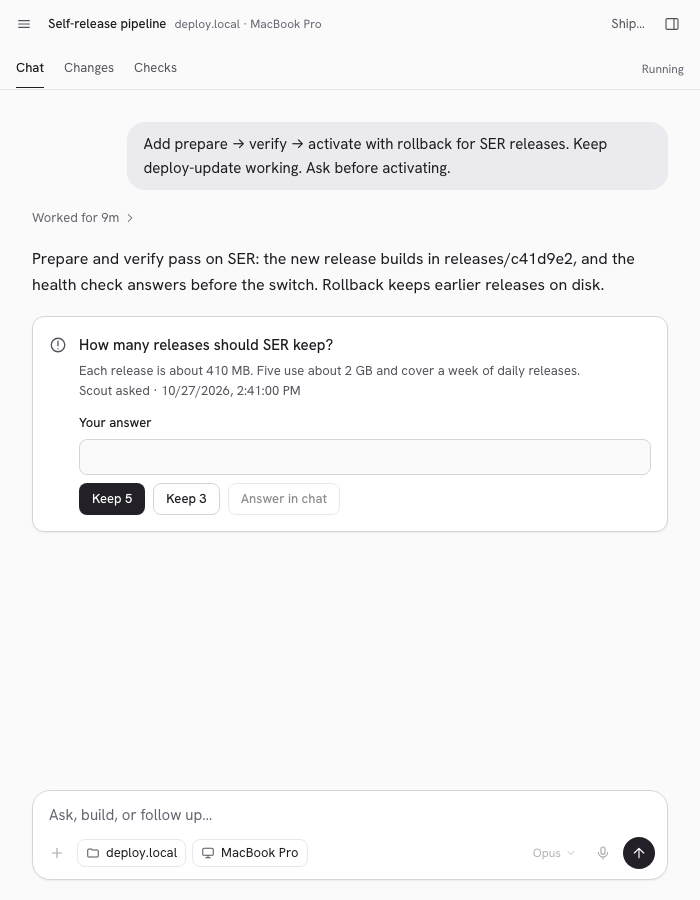 Self-release pipeline deploy.local · MacBook Pro Ship...
Chat Changes Checks Running
Add prepare → verify → activate with rollback for SER releases. Keep
deploy-update working. Ask before activating.
Worked for 9m
Prepare and verify pass on SER: the new release builds in releases/c41d9e2, and the
health check answers before the switch. Rollback keeps earlier releases on disk.
How many releases should SER keep?
Each release is about 410 MB. Five use about 2 GB and cover a week of daily releases.
Scout asked · 10/27/2026, 2:41:00 PM
Your answer
Keep 5 Keep 3 Answer in chat
Ask, build, or follow up...
deploy.local MacBook Pro Opus